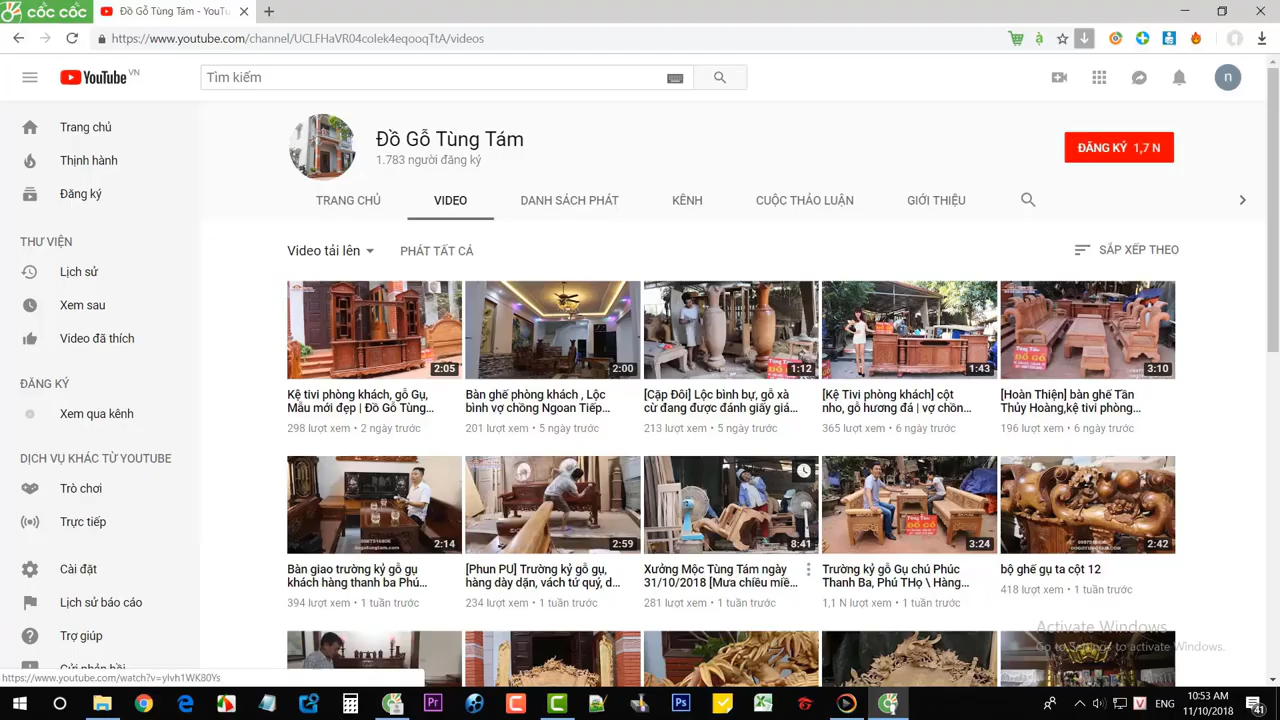 CỐC CỐC
Đồ Gỗ Tùng Tám - YouTu
https://www.youtube.com/channel/UCLFHaVR04colek4eqooqTtA/videos
YouTube VN
Tìm kiếm
n
Trang chủ
Thịnh hành
Đăng ký
THƯ VIỆN
Lịch sử
Xem sau
Video đã thích
ĐĂNG KÝ
Xem qua kênh
DỊCH VỤ KHÁC TỪ YOUTUBE
Trò chơi
Trực tiếp
Cài đặt
Lịch sử báo cáo
Trợ giúp
Gửi phản hồi
Đồ Gỗ Tùng Tám
1.783 người đăng ký
ĐĂNG KÝ 1,7 N
TRANG CHỦ VIDEO DANH SÁCH PHÁT KÊNH CUỘC THẢO LUẬN GIỚI THIỆU
Video tải lên PHÁT TẤT CẢ SẮP XẾP THEO
2:05 2:00 1:12 1:43 3:10
Kệ tivi phòng khách, gỗ Gụ,
Mẫu mới đẹp | Đồ Gỗ Tùng...
298 lượt xem • 2 ngày trước
Bàn ghế phòng khách , Lộc
bình vợ chồng Ngoan Tiếp...
201 lượt xem • 5 ngày trước
[Cặp Đôi] Lộc bình bự, gỗ xà
cừ đang được đánh giấy giá...
213 lượt xem • 5 ngày trước
[Kệ Tivi phòng khách] cột
nho, gỗ hương đá | vợ chồn...
365 lượt xem • 6 ngày trước
[Hoàn Thiện] bàn ghế Tần
Thủy Hoàng,kệ tivi phòng...
196 lượt xem • 6 ngày trước
2:14 2:59 8:41 3:24 2:42
Bàn giao trường kỷ gỗ gụ
khách hàng thanh ba Phú...
394 lượt xem • 1 tuần trước
[Phun PU] Trường kỷ gỗ gụ,
hàng dày dặn, vách tứ quý, d...
234 lượt xem • 1 tuần trước
Xưởng Mộc Tùng Tám ngày
31/10/2018 [Mưa chiều miề...
281 lượt xem • 1 tuần trước
Trường kỷ gỗ Gụ chú Phúc
Thanh Ba, Phú THọ \ Hàng...
1,1 N lượt xem • 1 tuần trước
bộ ghế gụ ta cột 12
418 lượt xem • 1 tuần trước
Activate Windows
Go to Settings to activate Windows.
https://www.youtube.com/watch?v=ylvh1WK80Ys
ENG
10:53 AM
11/10/2018
41